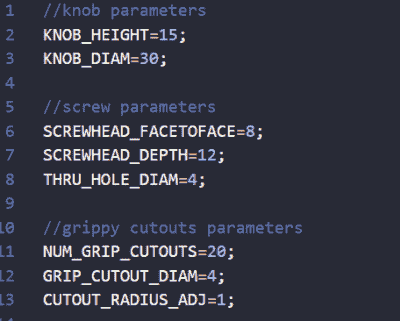 1 //knob parameters
2 KNOB_HEIGHT=15;
3 KNOB_DIAM=30;
4
5 //screw parameters
6 SCREWHEAD_FACETOFACE=8;
7 SCREWHEAD_DEPTH=12;
8 THRU_HOLE_DIAM=4;
9
10 //grippy cutouts parameters
11 NUM_GRIP_CUTOUTS=20;
12 GRIP_CUTOUT_DIAM=4;
13 CUTOUT_RADIUS_ADJ=1;